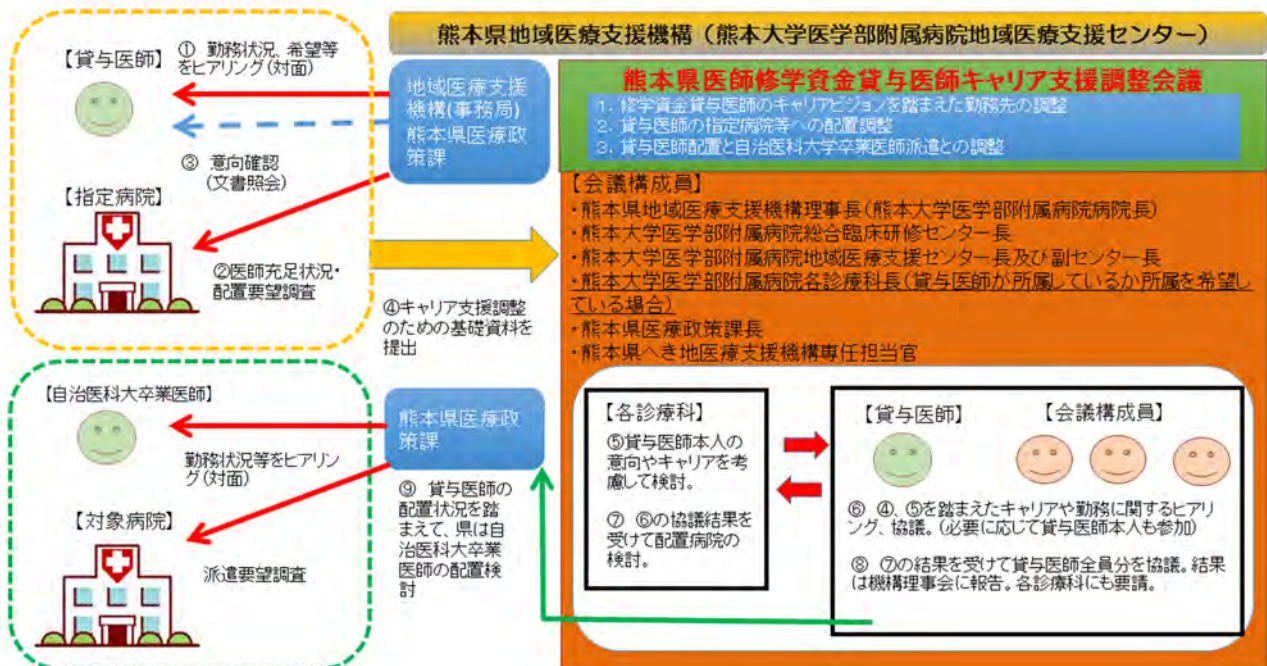 熊本県地域医療支援機構（熊本大学医学部附属病院地域医療支援センター）
【貸与医師】
① 勤務状況、希望等
をヒアリング(対面)
地域医療支援
機構(事務局)
熊本県医療政
策課
③ 意向確認
(文書照会)
【指定病院】
②医師充足状況・
配置要望調査
熊本県医師修学資金貸与医師キャリア支援調整会議
1. 修学資金貸与医師のキャリアビジョンを踏まえた勤務先の調整
2. 貸与医師の指定病院等への配置調整
3. 貸与医師配置と自治医科大学卒業医師派遣との調整
【会議構成員】
・熊本県地域医療支援機構理事長(熊本大学医学部附属病院病院長)
・熊本大学医学部附属病院総合臨床研修センター長
・熊本大学医学部附属病院地域医療支援センター長及び副センター長
・熊本大学医学部附属病院各診療科長(貸与医師が所属しているか所属を希望し
ている場合)
・熊本県医療政策課長
・熊本県へき地医療支援機構専任担当官
④キャリア支援調整
のための基礎資料を
提出
【自治医科大卒業医師】
勤務状況等をヒアリン
グ(対面)
【対象病院】
派遣要望調査
熊本県医療政
策課
⑨ 貸与医師の
配置状況を踏
まえて、県は自
治医科大卒業
医師の配置検
討
【各診療科】
⑤貸与医師本人の
意向やキャリアを考
慮して検討。
⑦ ⑥の協議結果を
受けて配置病院の
検討。
【貸与医師】
【会議構成員】
⑥ ④、⑤を踏まえたキャリアや勤務に関するヒアリ
ング、協議。(必要に応じて貸与医師本人も参加)
⑧ ⑦の結果を受けて貸与医師全員分を協議。結果
は機構理事会に報告。各診療科にも要請。